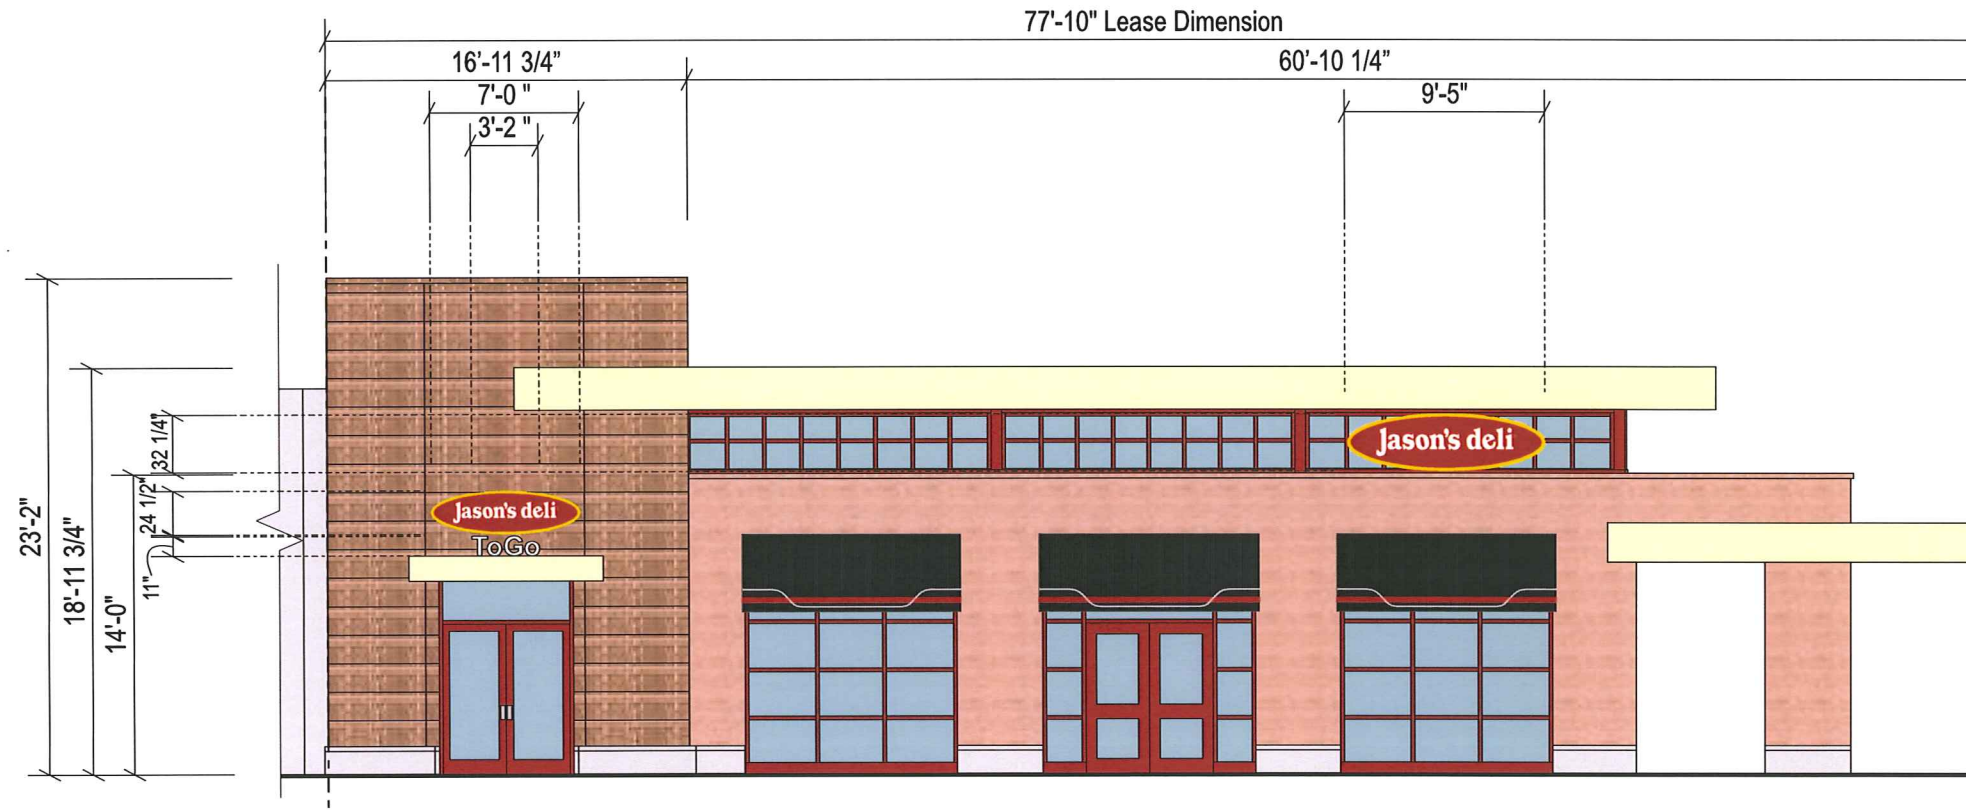 77'-10" Lease Dimension
16'-11 3/4"
60'-10 1/4"
7'-0 "
9'-5"
3'-2 "
23'-2"
18'-11 3/4"
14'-0"
32 1/4"
24 1/2"
11"
Jason's deli
Jason's deli
ToGo